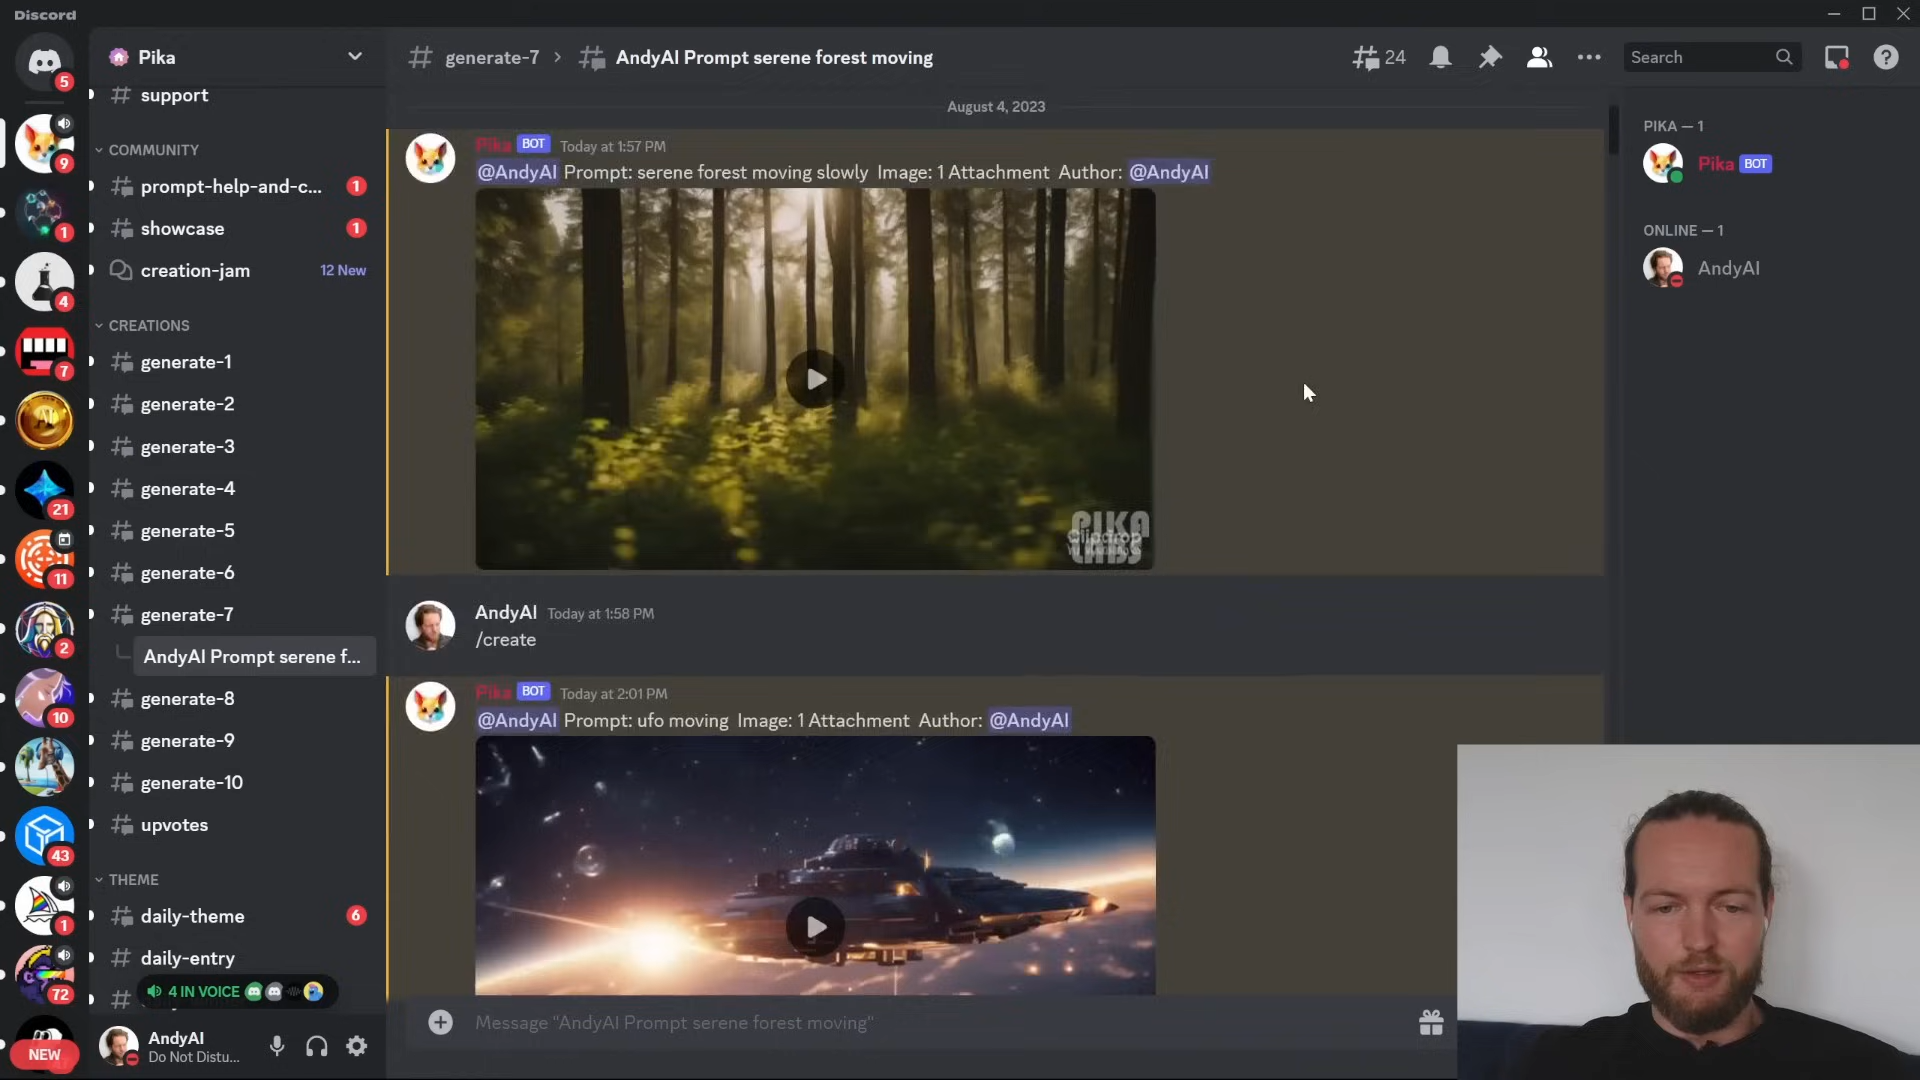 Discord
Pika
generate-7
AndyAI Prompt serene forest moving
24
Search
5
support
August 4, 2023
9
COMMUNITY
prompt-help-and-c...
1
showcase
1
creation-jam
12 New
1
4
7
21
11
2
10
43
1
72
NEW
CREATIONS
generate-1
generate-2
generate-3
generate-4
generate-5
generate-6
generate-7
AndyAI Prompt serene f...
generate-8
generate-9
generate-10
upvotes
THEME
daily-theme
6
daily-entry
4 IN VOICE
AndyAI
Do Not Distu...
Pika BOT Today at 1:57 PM
@AndyAI Prompt: serene forest moving slowly Image: 1 Attachment Author: @AndyAI
PIKA
LABS
AndyAI Today at 1:58 PM
/create
Pika BOT Today at 2:01 PM
@AndyAI Prompt: ufo moving Image: 1 Attachment Author: @AndyAI
Message "AndyAI Prompt serene forest moving"
PIKA — 1
Pika BOT
ONLINE — 1
AndyAI